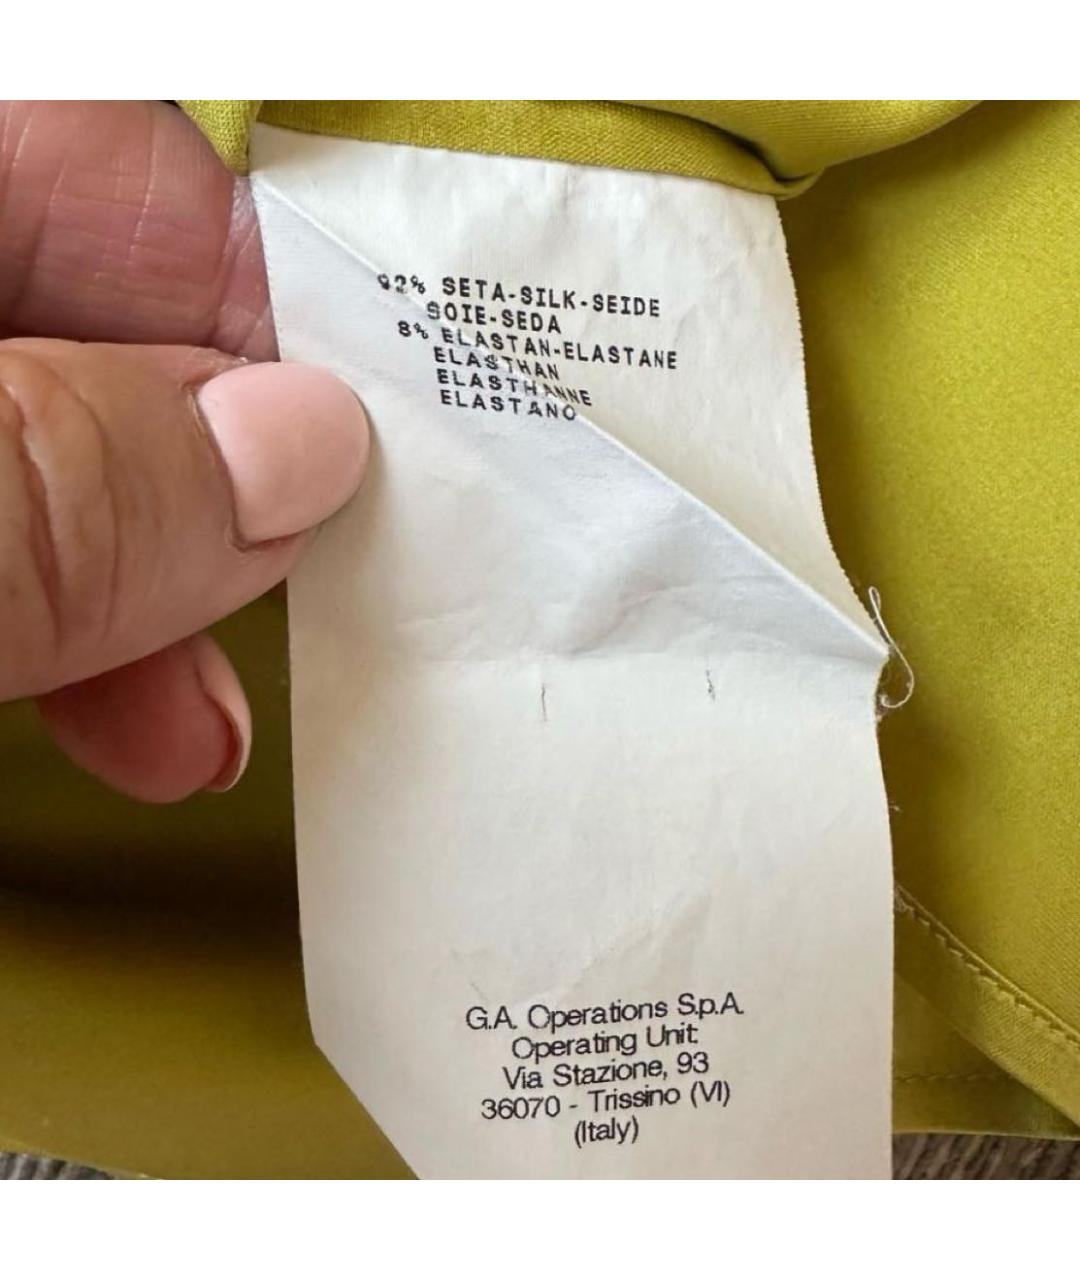 92% SETA-SILK-SEIDE
SOIE-SEDA
8% ELASTAN-ELASTANE
ELASTHAN
ELASTHANNE
ELASTANO
G.A. Operations S.p.A.
Operating Unit:
Via Stazione, 93
36070 - Trissino (VI)
(Italy)